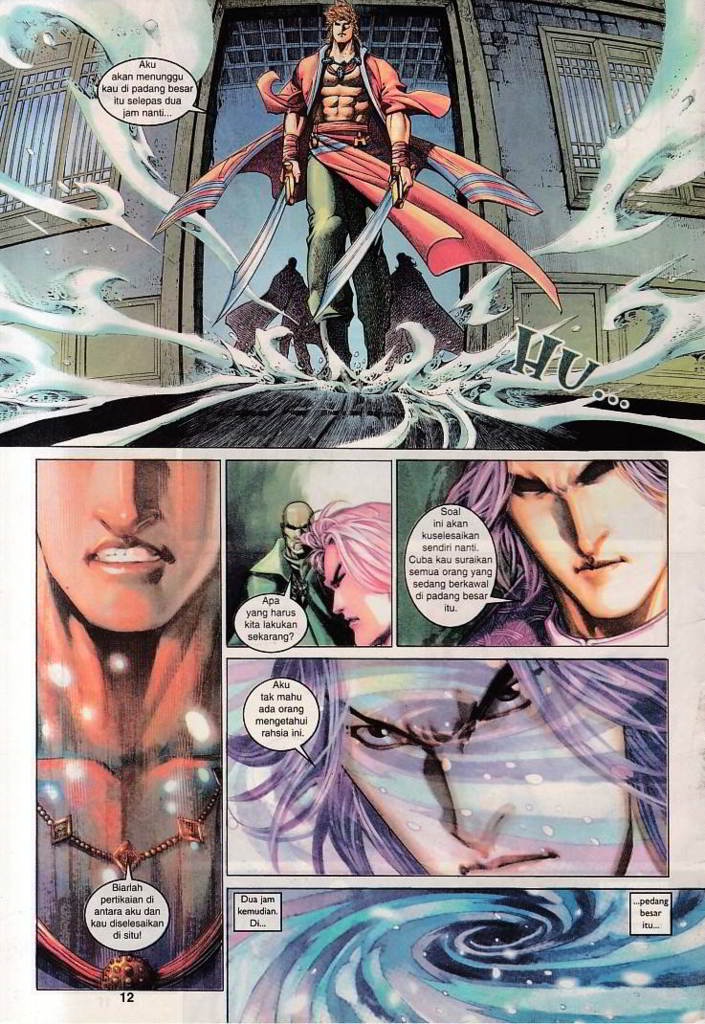 Aku
akan menunggu
kau di padang besar
itu selepas dua
jam nanti...
HU...
Biarlah
pertikaian di
antara aku dan
kau diselesaikan
di situ!
Apa
yang harus
kita lakukan
sekarang?
Soal
ini akan
kuselesaikan
sendiri nanti.
Cuba kau suraikan
semua orang yang
sedang berkawal
di padang besar
itu.
Aku
tak mahu
ada orang
mengetahui
rahsia ini.
Dua jam
kemudian.
Di...
...pedang
besar
itu...
12